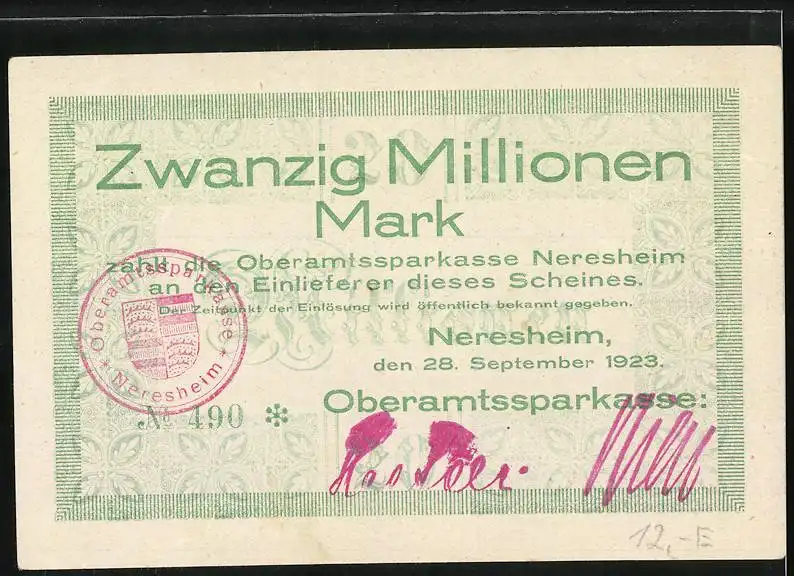 Zwanzig Millionen
Mark
zahlt die Oberamtssparkasse Neresheim
an den Einlieferer dieses Scheines.
Der Zeitpunkt der Einlösung wird öffentlich bekannt gegeben.
Neresheim,
den 28. September 1923.
Oberamtssparkasse:
Oberamtssparkasse
* Neresheim *
№ 490 *
12,-E